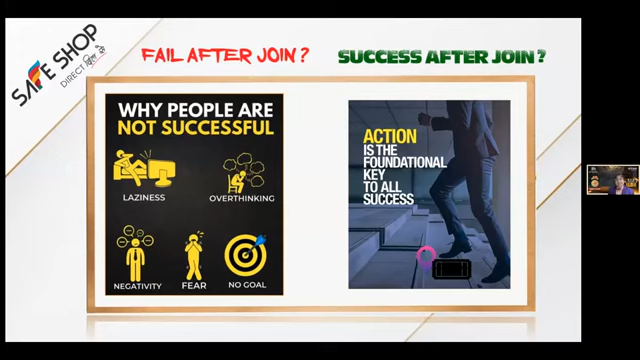 SAFE SHOP
DIRECT दिल से
FAIL AFTER JOIN ?
SUCCESS AFTER JOIN ?
WHY PEOPLE ARE
NOT SUCCESSFUL
LAZINESS
OVERTHINKING
NEGATIVITY
FEAR
NO GOAL
ACTION
IS THE
FOUNDATIONAL
KEY
TO ALL
SUCCESS